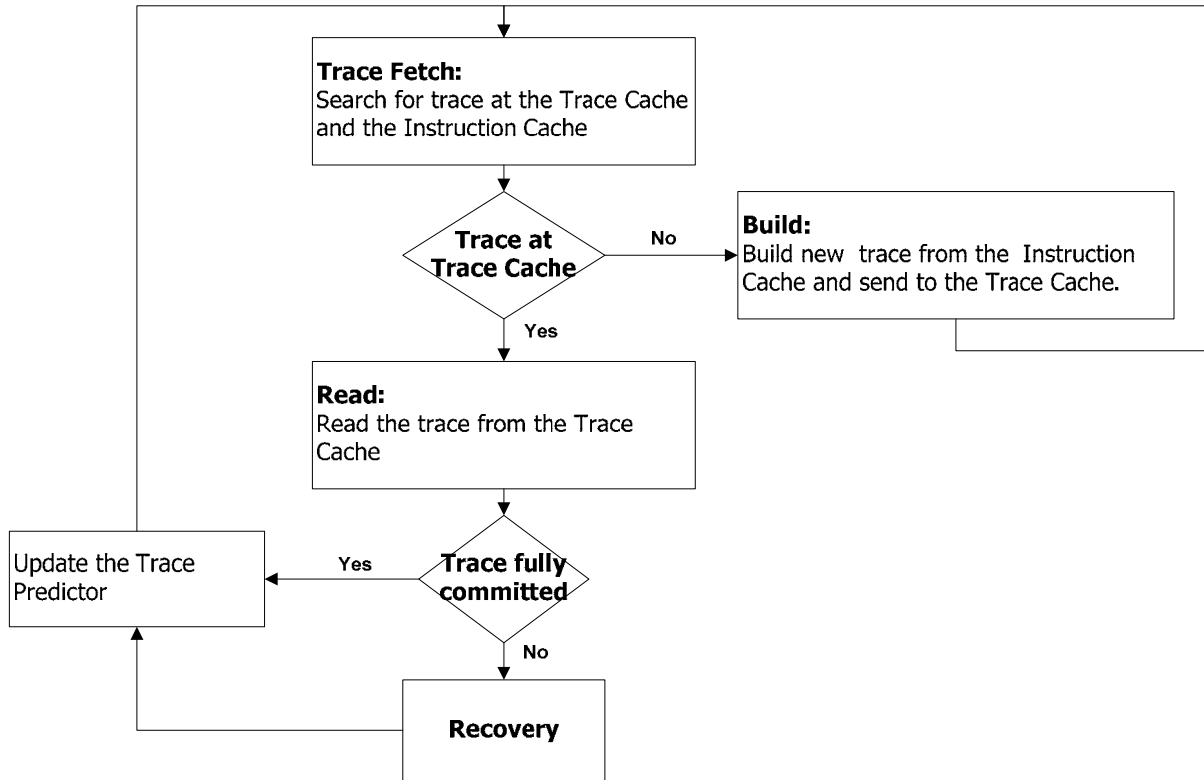 Trace Fetch:
Search for trace at the Trace Cache
and the Instruction Cache
Trace at
Trace Cache
No
Build:
Build new  trace from the  Instruction
Cache and send to the Trace Cache.
Yes
Read:
Read the trace from the Trace
Cache
Trace fully
committed
Yes
Update the Trace
Predictor
No
Recovery